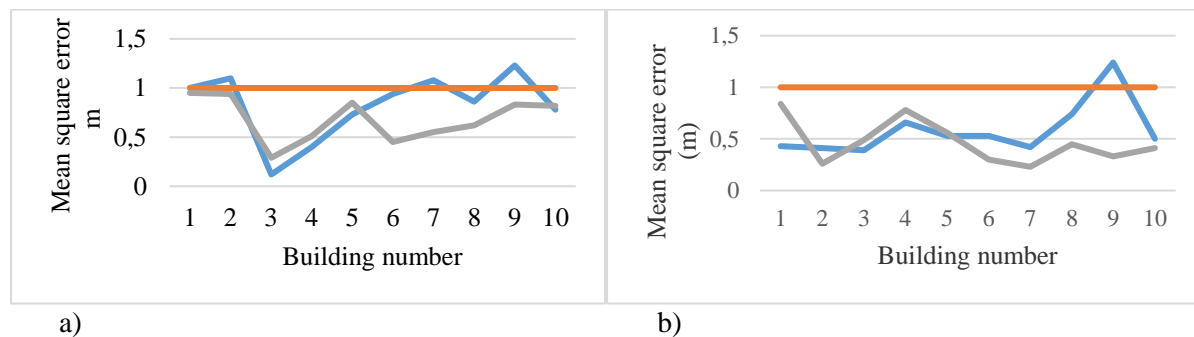 Mean square error
m
1,5
1
0,5
0
1 2 3 4 5 6 7 8 9 10
Building number
a)
Mean square error
(m)
1,5
1
0,5
0
1 2 3 4 5 6 7 8 9 10
Building number
b)